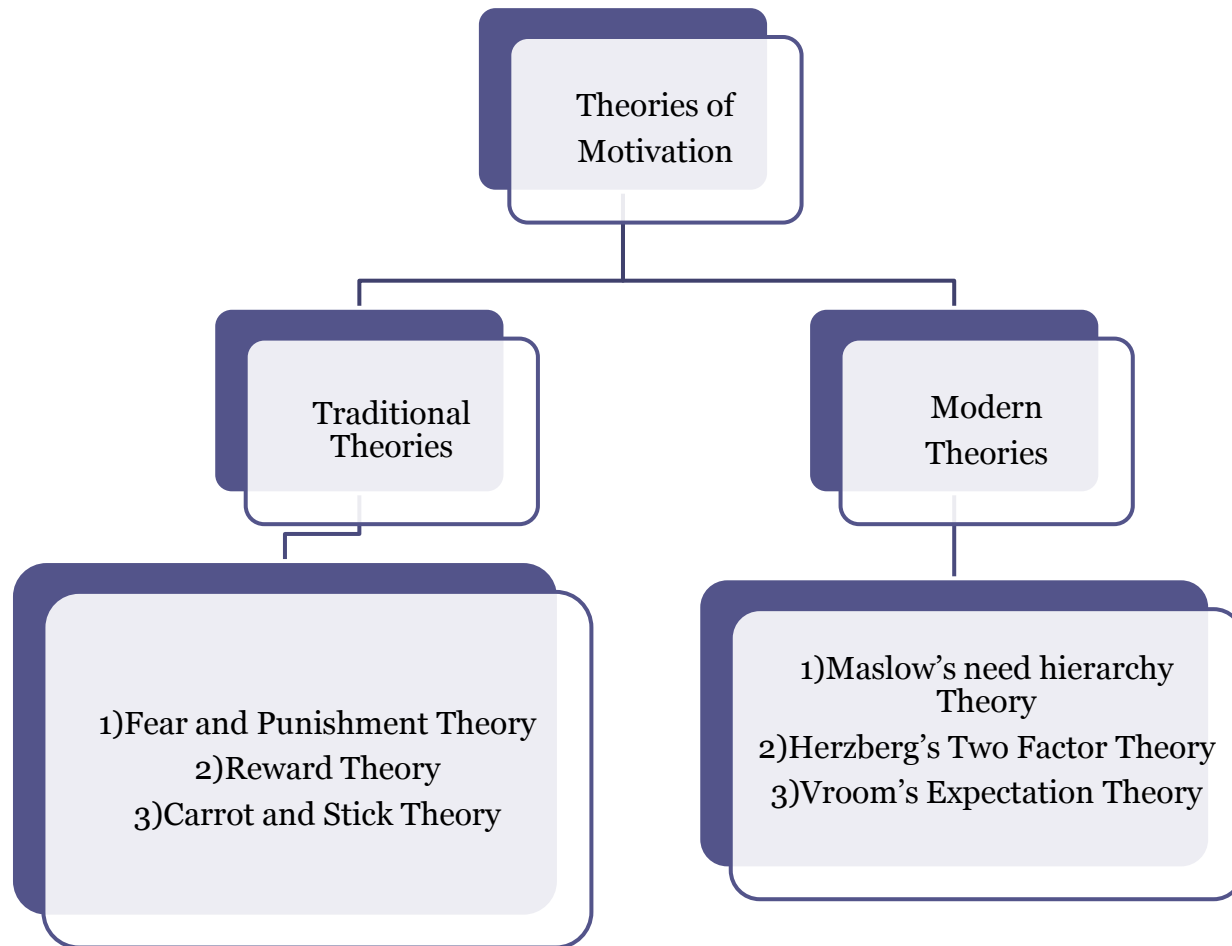 Theories of
Motivation
Traditional
Theories
Modern
Theories
1)Fear and Punishment Theory
2)Reward Theory
3)Carrot and Stick Theory
1)Maslow’s need hierarchy
Theory
2)Herzberg’s Two Factor Theory
3)Vroom’s Expectation Theory